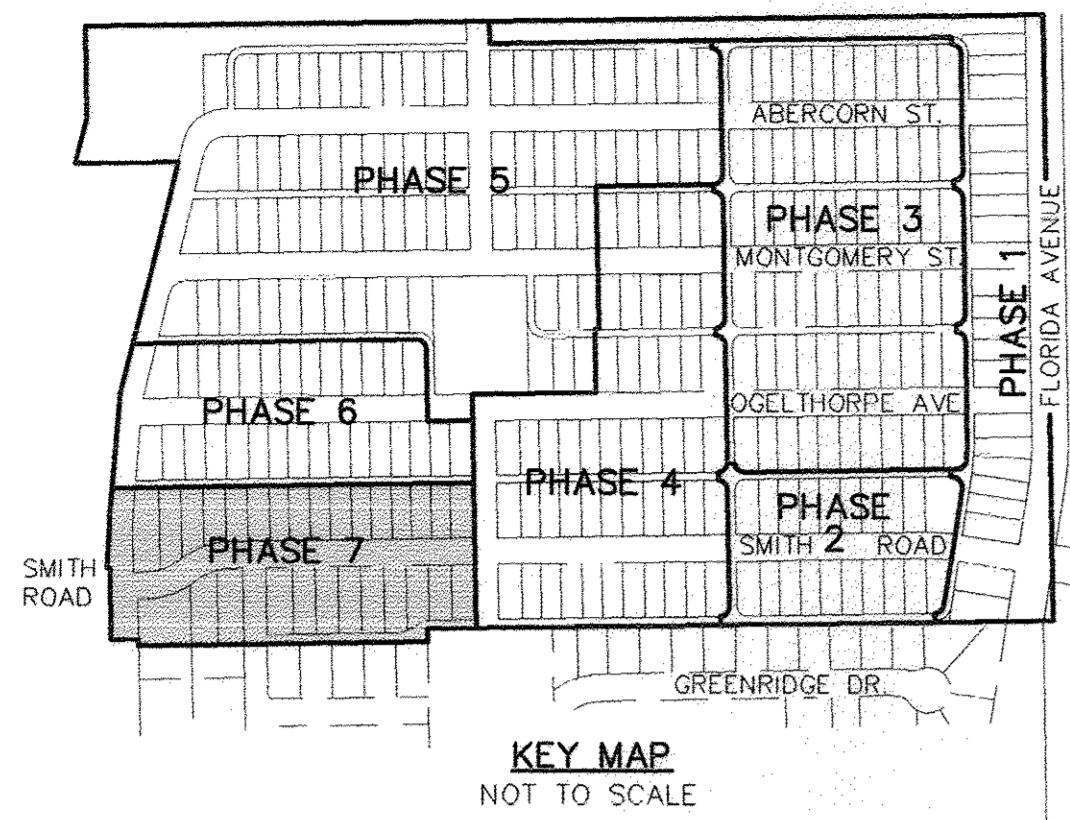 ABERCORN ST.
PHASE 5
PHASE 3
MONTGOMERY ST.
PHASE 1
FLORIDA AVENUE
PHASE 6
OGELTHORPE AVE
PHASE 4
PHASE
2
SMITH ROAD
PHASE 7
SMITH
ROAD
GREENRIDGE DR.
KEY MAP
NOT TO SCALE